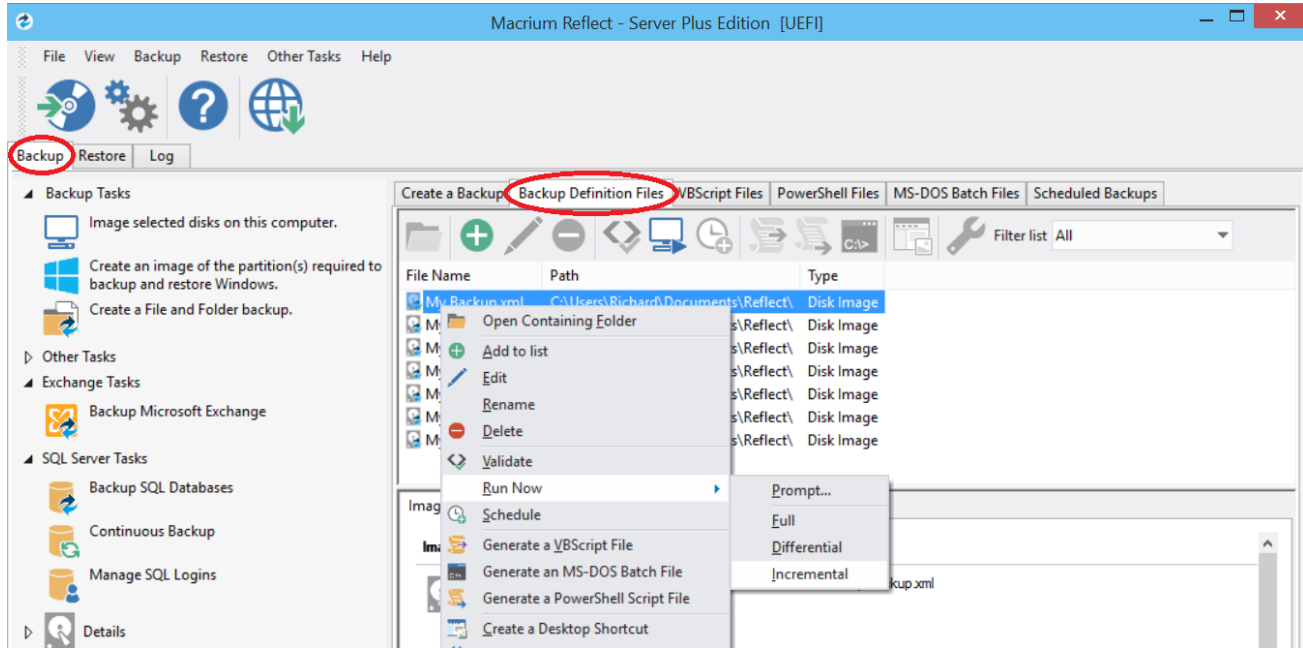 Macrium Reflect - Server Plus Edition [UEFI]
File View Backup Restore Other Tasks Help
Backup Restore Log
Backup Tasks
Image selected disks on this computer.
Create an image of the partition(s) required to
backup and restore Windows.
Create a File and Folder backup.
Other Tasks
Exchange Tasks
Backup Microsoft Exchange
SQL Server Tasks
Backup SQL Databases
Continuous Backup
Manage SQL Logins
Details
Create a Backup Backup Definition Files VBScript Files PowerShell Files MS-DOS Batch Files Scheduled Backups
C:\> Filter list All
File Name Path Type
My Backup.xml C:\Users\Richard\Documents\Reflect\ Disk Image
s\Reflect\ Disk Image
s\Reflect\ Disk Image
s\Reflect\ Disk Image
s\Reflect\ Disk Image
s\Reflect\ Disk Image
s\Reflect\ Disk Image
Open Containing Folder
Add to list
Edit
Rename
Delete
Validate
Run Now
Schedule
Generate a VBScript File
Generate an MS-DOS Batch File
Generate a PowerShell Script File
Create a Desktop Shortcut
Prompt...
Full
Differential
Incremental
kup.xml